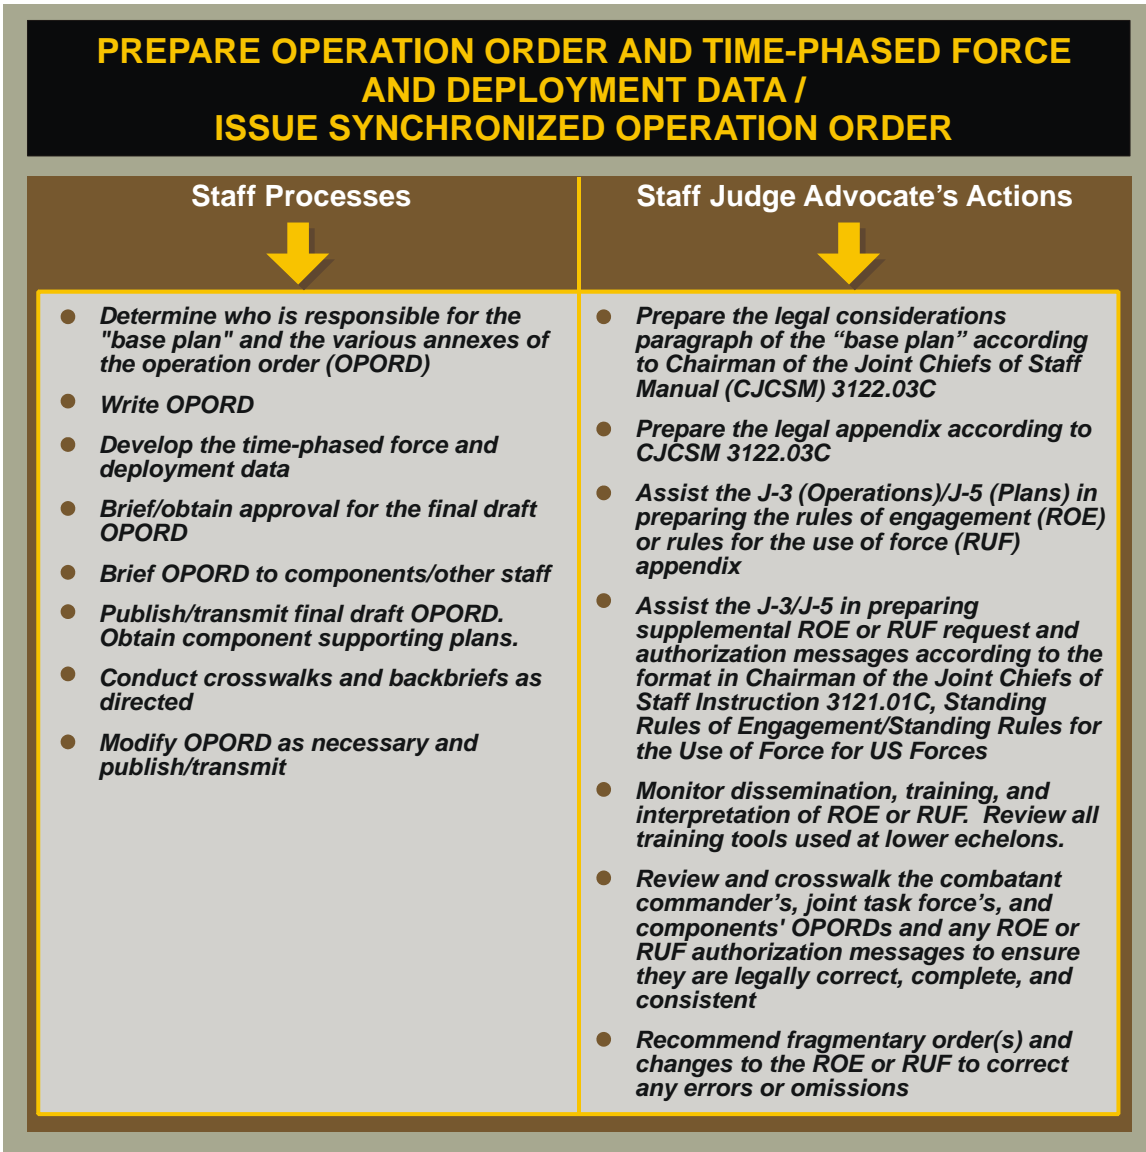 PREPARE OPERATION ORDER AND TIME-PHASED FORCE
AND DEPLOYMENT DATA /
ISSUE SYNCHRONIZED OPERATION ORDER
Staff Processes
Determine who is responsible for the
"base plan" and the various annexes of
the operation order (OPORD)
Write OPORD
Develop the time-phased force and
deployment data
Brief/obtain approval for the final draft
OPORD
Brief OPORD to components/other staff
Publish/transmit final draft OPORD.
Obtain component supporting plans.
Conduct crosswalks and backbriefs as
directed
Modify OPORD as necessary and
publish/transmit
Staff Judge Advocate’s Actions
Prepare the legal considerations
paragraph of the “base plan” according
to Chairman of the Joint Chiefs of Staff
Manual (CJCSM) 3122.03C
Prepare the legal appendix according to
CJCSM 3122.03C
Assist the J-3 (Operations)/J-5 (Plans) in
preparing the rules of engagement (ROE)
or rules for the use of force (RUF)
appendix
Assist the J-3/J-5 in preparing
supplemental ROE or RUF request and
authorization messages according to the
format in Chairman of the Joint Chiefs of
Staff Instruction 3121.01C, Standing
Rules of Engagement/Standing Rules for
the Use of Force for US Forces
Monitor dissemination, training, and
interpretation of ROE or RUF.  Review all
training tools used at lower echelons.
Review and crosswalk the combatant
commander’s, joint task force’s, and
components' OPORDs and any ROE or
RUF authorization messages to ensure
they are legally correct, complete, and
consistent
Recommend fragmentary order(s) and
changes to the ROE or RUF to correct
any errors or omissions